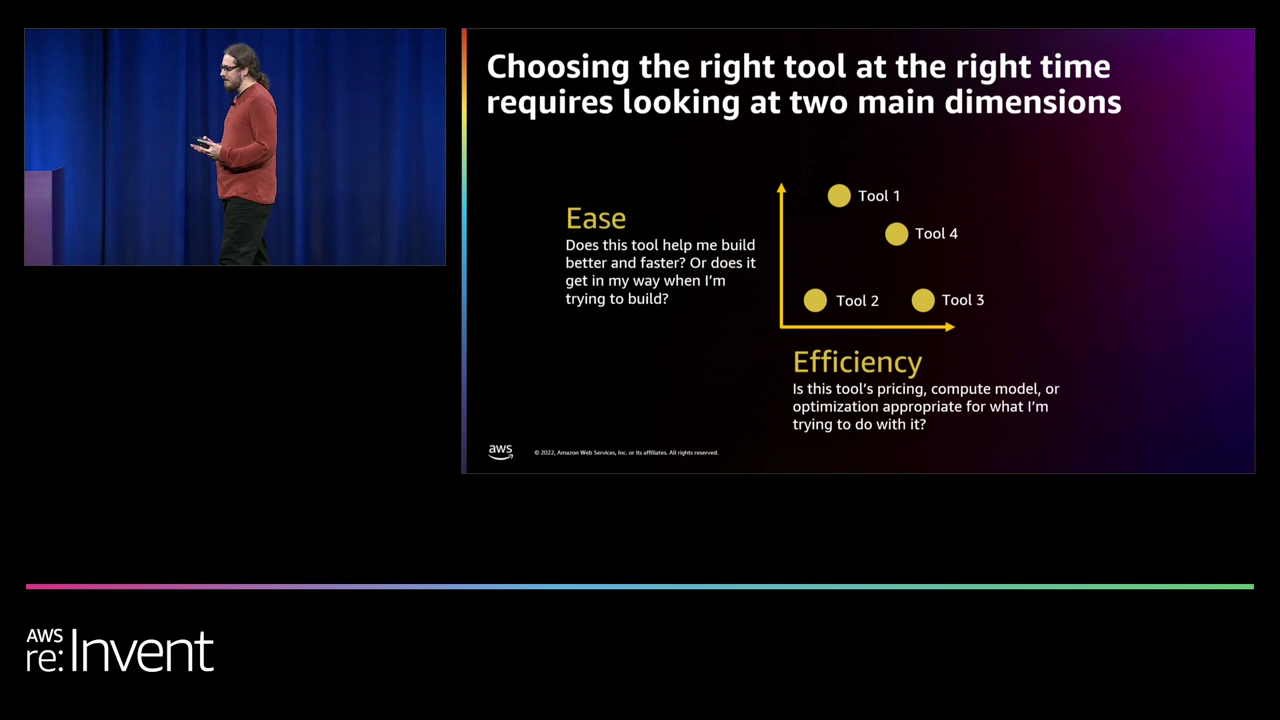 Choosing the right tool at the right time
requires looking at two main dimensions
Ease
Does this tool help me build
better and faster? Or does it
get in my way when I'm
trying to build?
Tool 1
Tool 4
Tool 2
Tool 3
Efficiency
Is this tool's pricing, compute model, or
optimization appropriate for what I'm
trying to do with it?
aws
© 2022, Amazon Web Services, Inc. or its affiliates. All rights reserved.
AWS
re:Invent